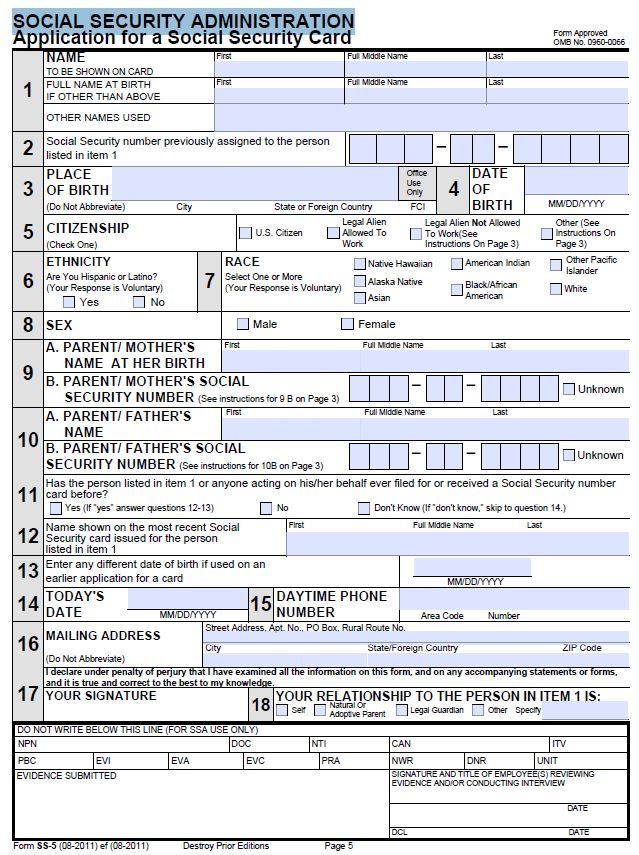 SOCIAL SECURITY ADMINISTRATION
Application for a Social Security Card
Form Approved
OMB No. 0960-0066
1
NAME
TO BE SHOWN ON CARD
First Full Middle Name Last
FULL NAME AT BIRTH
IF OTHER THAN ABOVE
First Full Middle Name Last
OTHER NAMES USED
2
Social Security number previously assigned to the person
listed in item 1
3
PLACE
OF BIRTH
(Do Not Abbreviate) City State or Foreign Country
Office
Use
Only
FCI
4
DATE
OF
BIRTH
MM/DD/YYYY
5
CITIZENSHIP
(Check One)
U.S. Citizen
Legal Alien
Allowed To
Work
Legal Alien Not Allowed
To Work(See
Instructions On Page 3)
Other (See
Instructions On
Page 3)
6
ETHNICITY
Are You Hispanic or Latino?
(Your Response is Voluntary)
Yes No
7
RACE
Select One or More
(Your Response is Voluntary)
Native Hawaiian
Alaska Native
Asian
American Indian
Black/African
American
Other Pacific
Islander
White
8
SEX
Male Female
9
A. PARENT/ MOTHER'S
NAME AT HER BIRTH
First Full Middle Name Last
B. PARENT/ MOTHER'S SOCIAL
SECURITY NUMBER (See instructions for 9 B on Page 3)
Unknown
10
A. PARENT/ FATHER'S
NAME
First Full Middle Name Last
B. PARENT/ FATHER'S SOCIAL
SECURITY NUMBER (See instructions for 10B on Page 3)
Unknown
11
Has the person listed in item 1 or anyone acting on his/her behalf ever filed for or received a Social Security number
card before?
Yes (If "yes" answer questions 12-13) No Don't Know (If "don't know," skip to question 14.)
12
Name shown on the most recent Social
Security card issued for the person
listed in item 1
First Full Middle Name Last
13
Enter any different date of birth if used on an
earlier application for a card
MM/DD/YYYY
14
TODAY'S
DATE
MM/DD/YYYY
15
DAYTIME PHONE
NUMBER
Area Code Number
16
MAILING ADDRESS
(Do Not Abbreviate)
Street Address, Apt. No., PO Box, Rural Route No.
City State/Foreign Country ZIP Code
I declare under penalty of perjury that I have examined all the information on this form, and on any accompanying statements or forms,
and it is true and correct to the best of my knowledge.
17
YOUR SIGNATURE
18
YOUR RELATIONSHIP TO THE PERSON IN ITEM 1 IS:
Self
Natural Or
Adoptive Parent
Legal Guardian
Other Specify
DO NOT WRITE BELOW THIS LINE (FOR SSA USE ONLY)
NPN DOC NTI CAN ITV
PBC EVI EVA EVC PRA NWR DNR UNIT
EVIDENCE SUBMITTED
SIGNATURE AND TITLE OF EMPLOYEE(S) REVIEWING
EVIDENCE AND/OR CONDUCTING INTERVIEW
DATE
DCL DATE
Form SS-5 (08-2011) ef (08-2011) Destroy Prior Editions Page 5